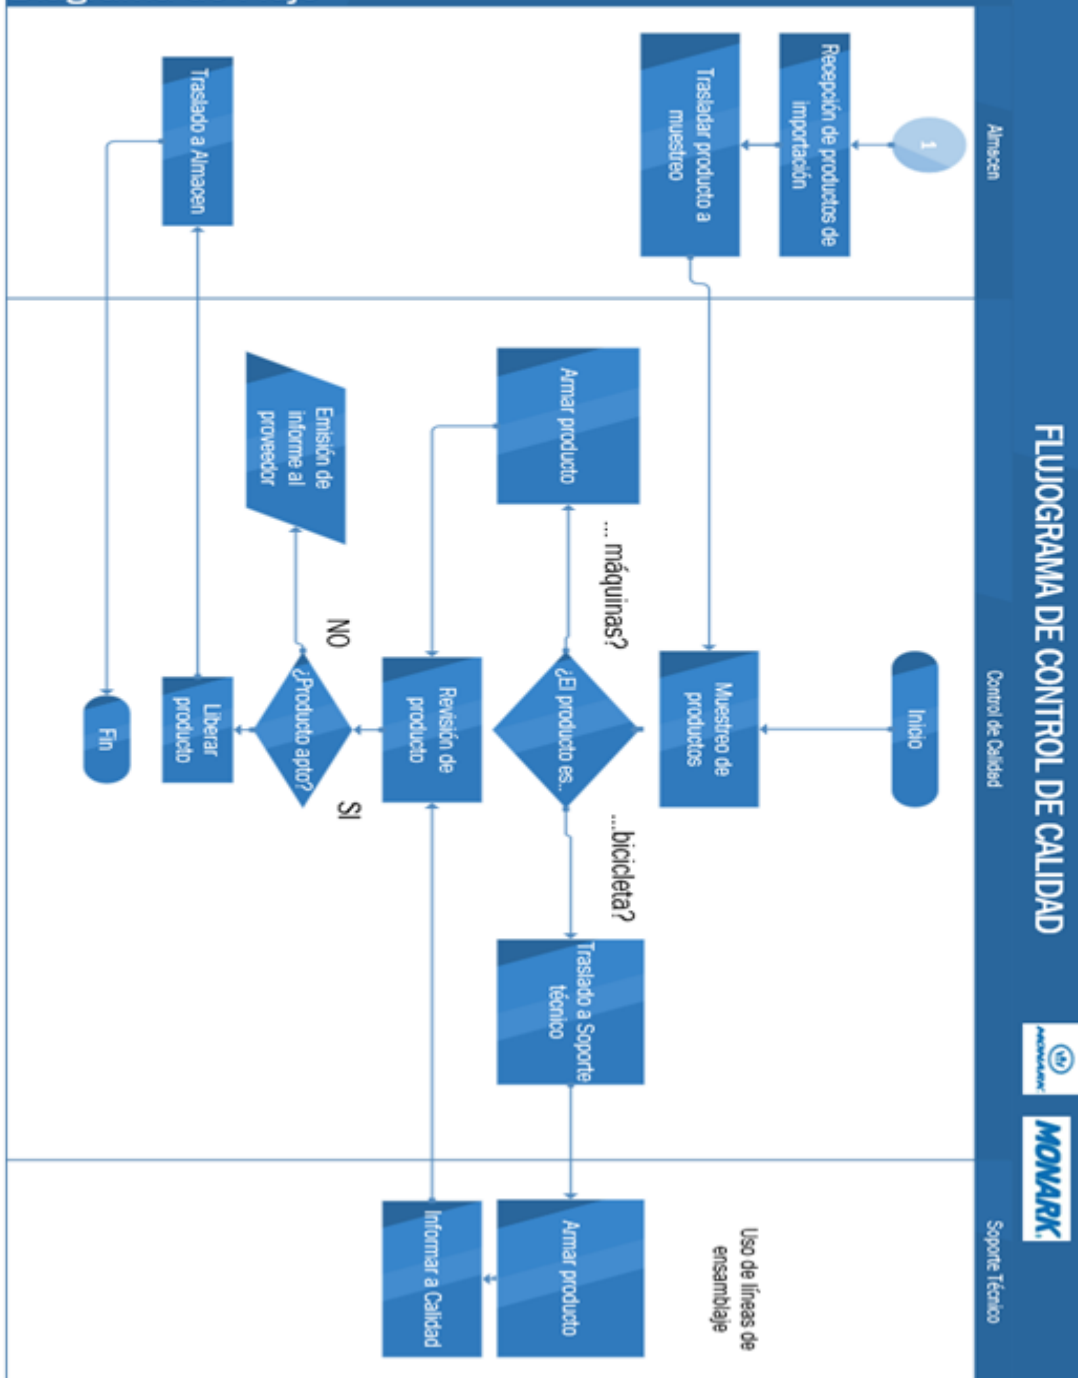 FLUJOGRAMA DE CONTROL DE CALIDAD
MONARK
MONARK.
Almacen
Control de Calidad
Soporte Técnico
1
Inicio
Recepción de productos de
importación
Trasladar producto a
muestreo
Muestreo de
productos
Uso de líneas de
ensamblaje
... máquinas?
¿El producto es..
...bicicleta?
Armar producto
Traslado a Soporte
técnico
Armar producto
Revisión de
producto
Informar a Calidad
NO
¿Producto apto?
SI
Emisión de
informe al
proveedor
Traslado a Almacen
Liberar
producto
Fin